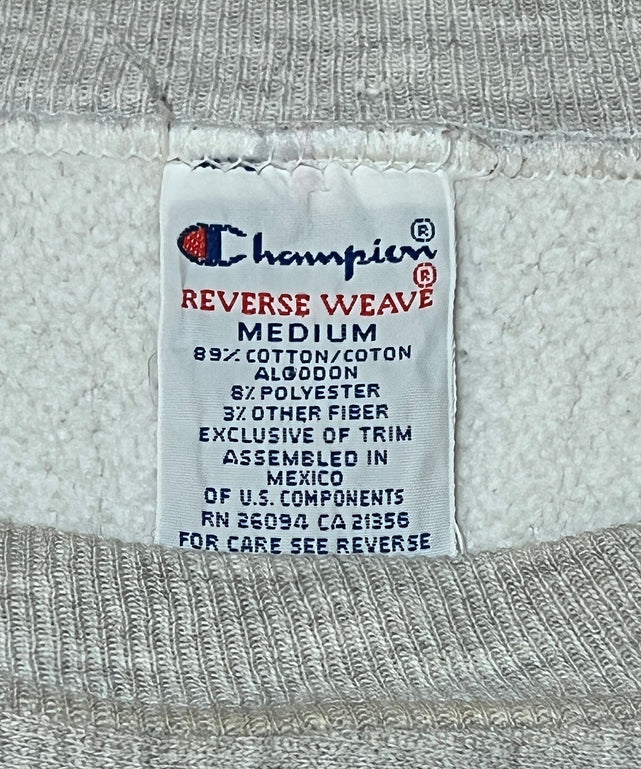 Champion®
REVERSE WEAVE®
MEDIUM
89% COTTON/COTON
ALGODON
8% POLYESTER
3% OTHER FIBER
EXCLUSIVE OF TRIM
ASSEMBLED IN
MEXICO
OF U.S. COMPONENTS
RN 26094 CA 21356
FOR CARE SEE REVERSE